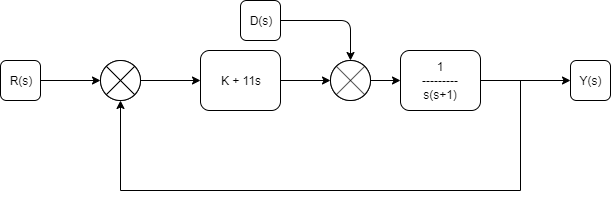 D(s)
R(s)
K + 11s
1
---------
s(s+1)
Y(s)